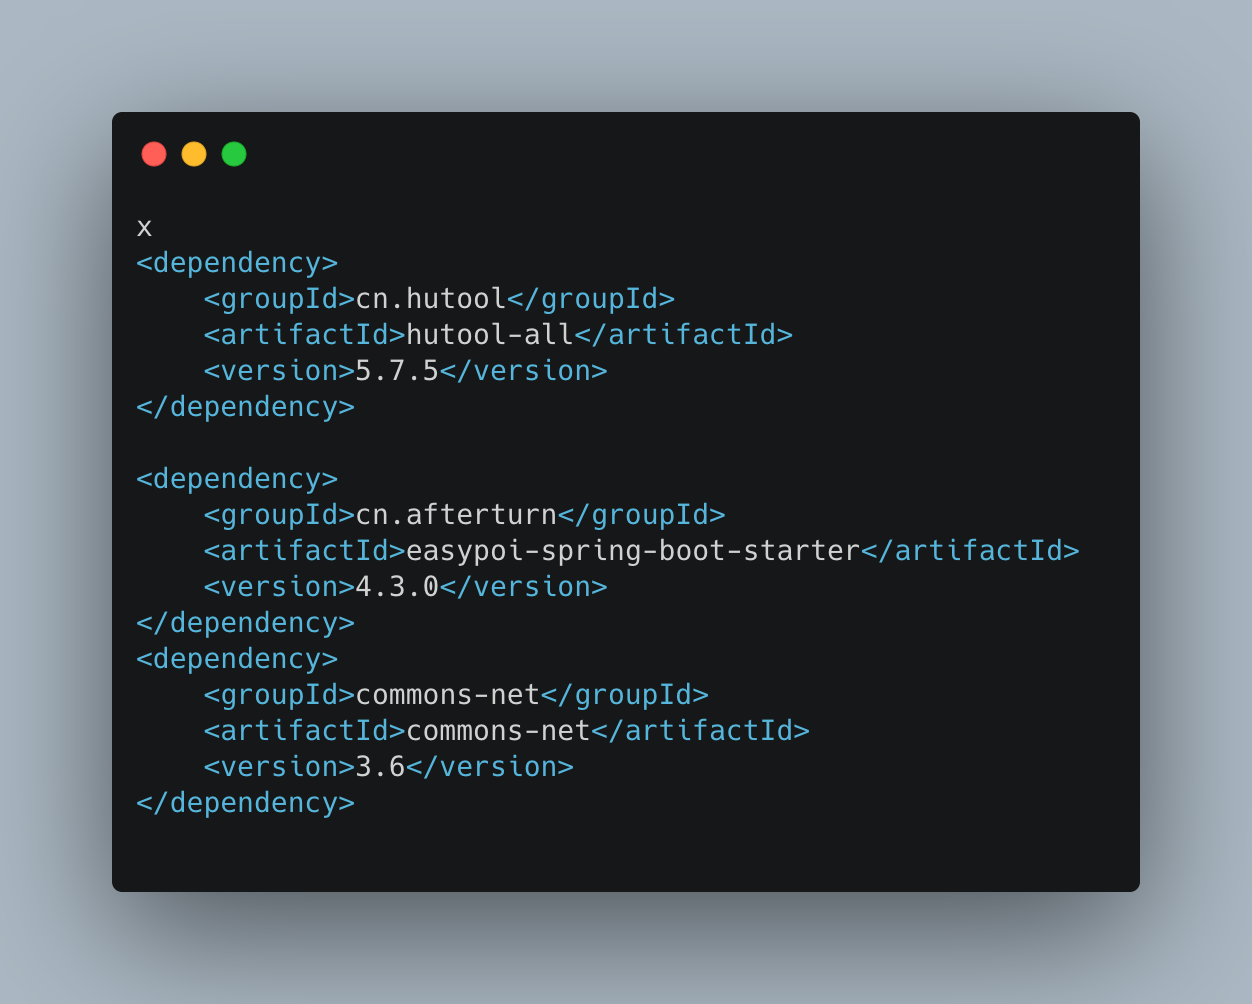 x
<dependency>
    <groupId>cn.hutool</groupId>
    <artifactId>hutool-all</artifactId>
    <version>5.7.5</version>
</dependency>

<dependency>
    <groupId>cn.afterturn</groupId>
    <artifactId>easypoi-spring-boot-starter</artifactId>
    <version>4.3.0</version>
</dependency>
<dependency>
    <groupId>commons-net</groupId>
    <artifactId>commons-net</artifactId>
    <version>3.6</version>
</dependency>